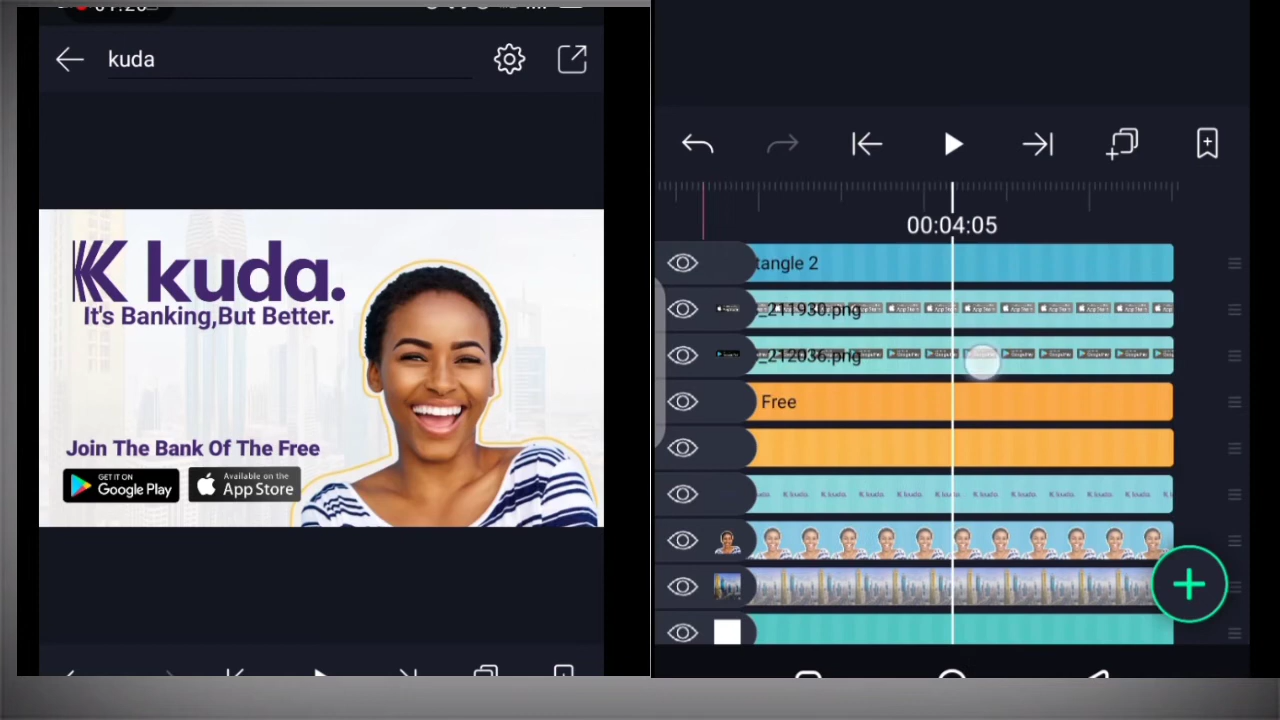 kuda
kuda.
It's Banking,But Better.
Join The Bank Of The Free
GET IT ON
Google Play
Available on the
App Store
00:04:05
tangle 2
_211930.png
_212036.png
Free